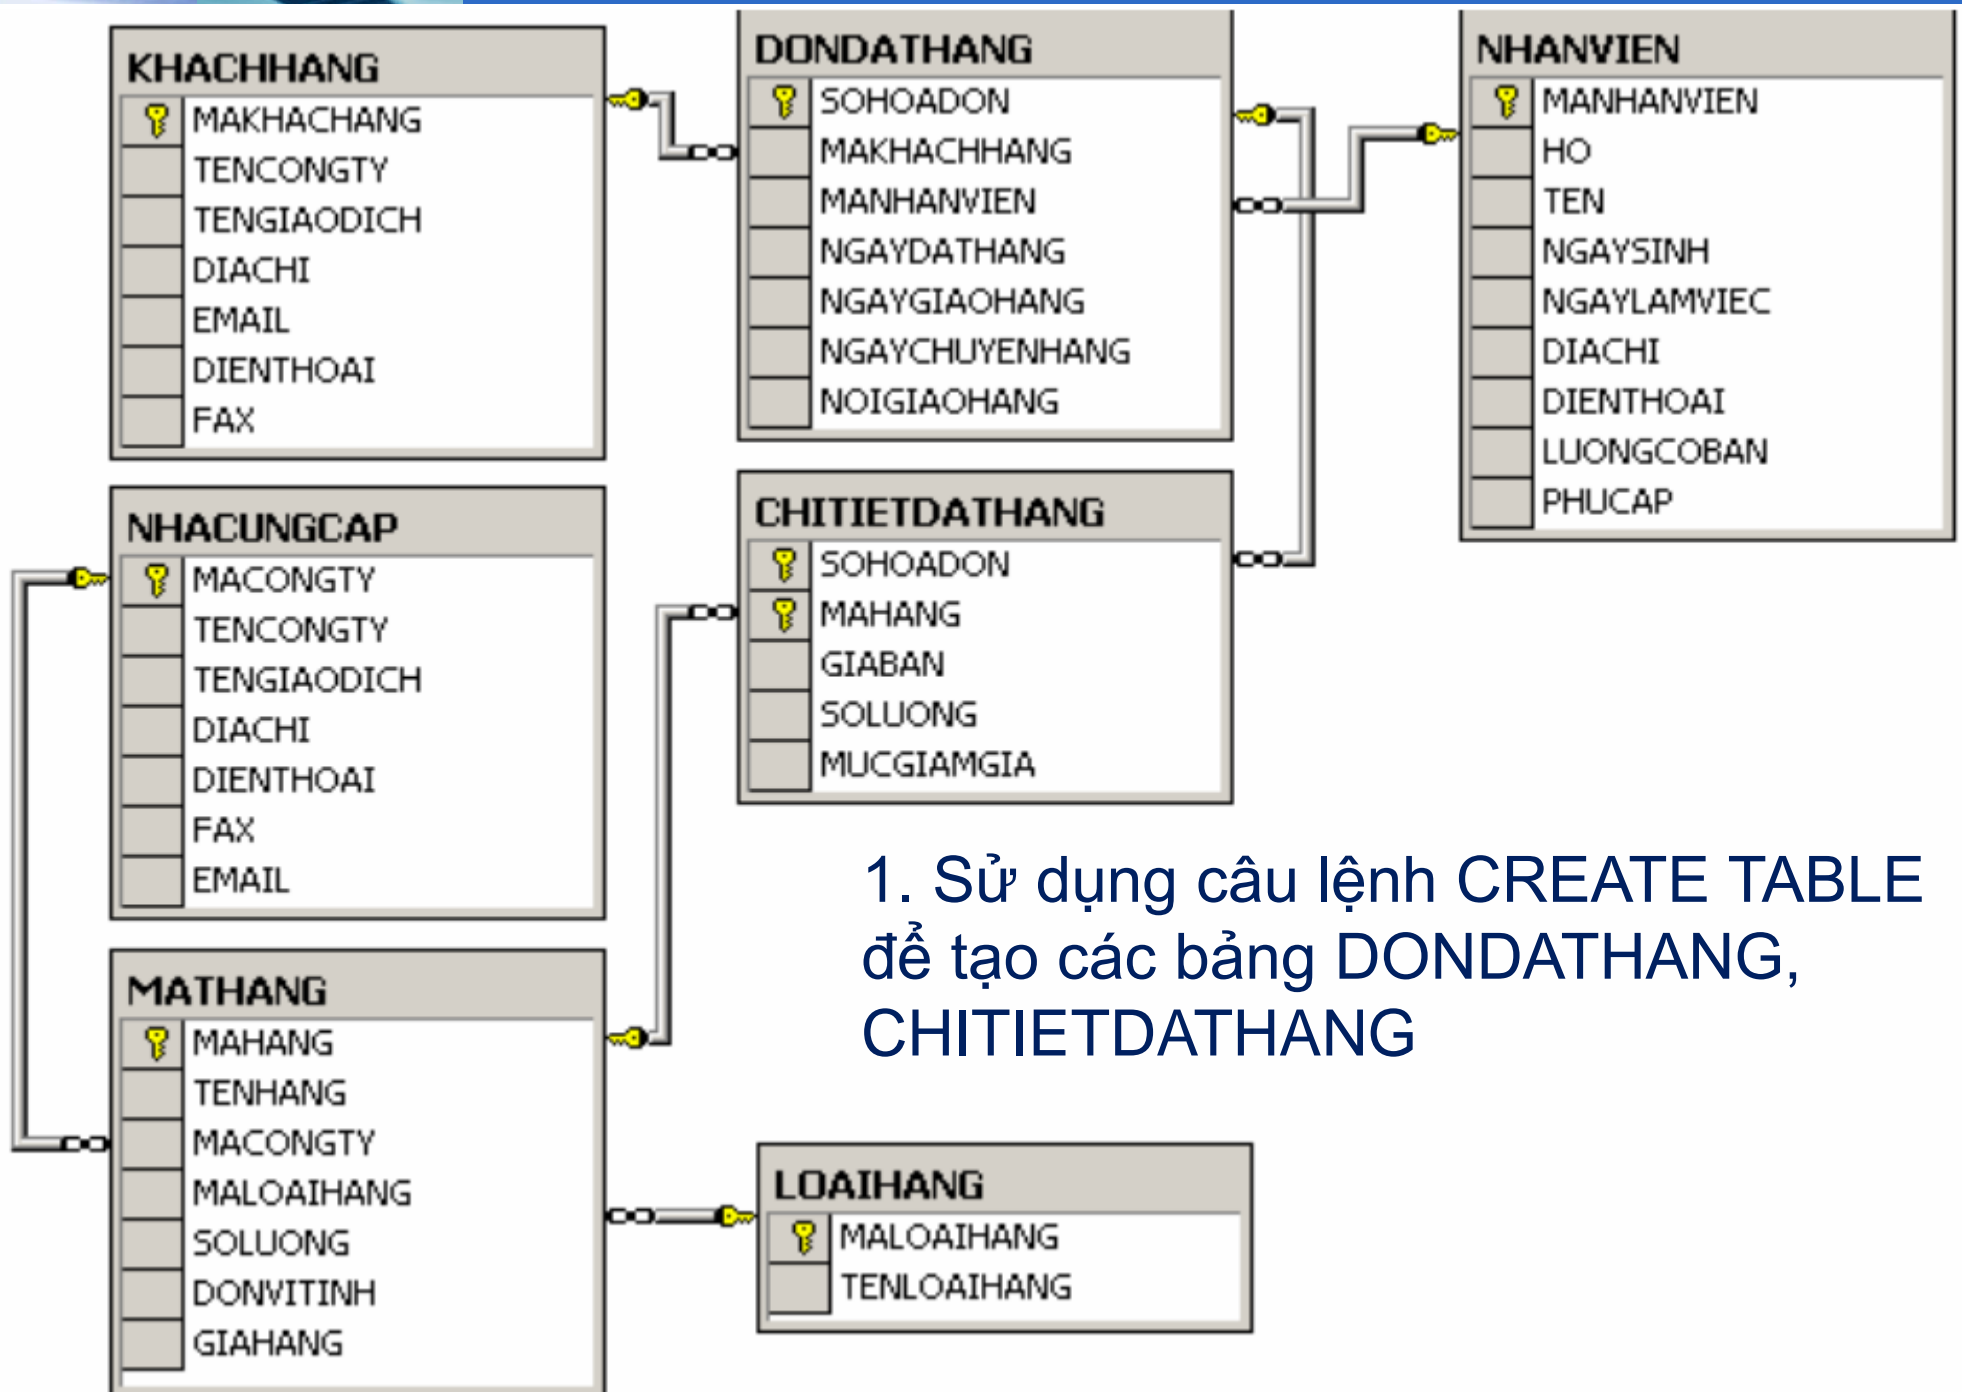 KHACHHANG
MAKHACHANG
TENCONGTY
TENGIAODICH
DIACHI
EMAIL
DIENTHOAI
FAX
DONDATHANG
SOHOADON
MAKHACHHANG
MANHANVIEN
NGAYDATHANG
NGAYGIAOHANG
NGAYCHUYENHANG
NOIGIAOHANG
NHANVIEN
MANHANVIEN
HO
TEN
NGAYSINH
NGAYLAMVIEC
DIACHI
DIENTHOAI
LUONGCOBAN
PHUCAP
NHACUNGCAP
MACONGTY
TENCONGTY
TENGIAODICH
DIACHI
DIENTHOAI
FAX
EMAIL
CHITIETDATHANG
SOHOADON
MAHANG
GIABAN
SOLUONG
MUCGIAMGIA
1. Sử dụng câu lệnh CREATE TABLE
để tạo các bảng DONDATHANG,
CHITIETDATHANG
MATHANG
MAHANG
TENHANG
MACONGTY
MALOAIHANG
SOLUONG
DONVITINH
GIAHANG
LOAIHANG
MALOAIHANG
TENLOAIHANG